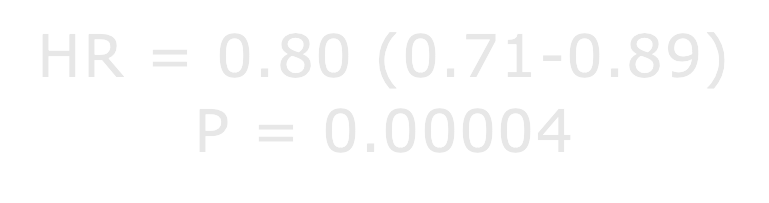 HR = 0.80 (0.71-0.89)
P = 0.00004